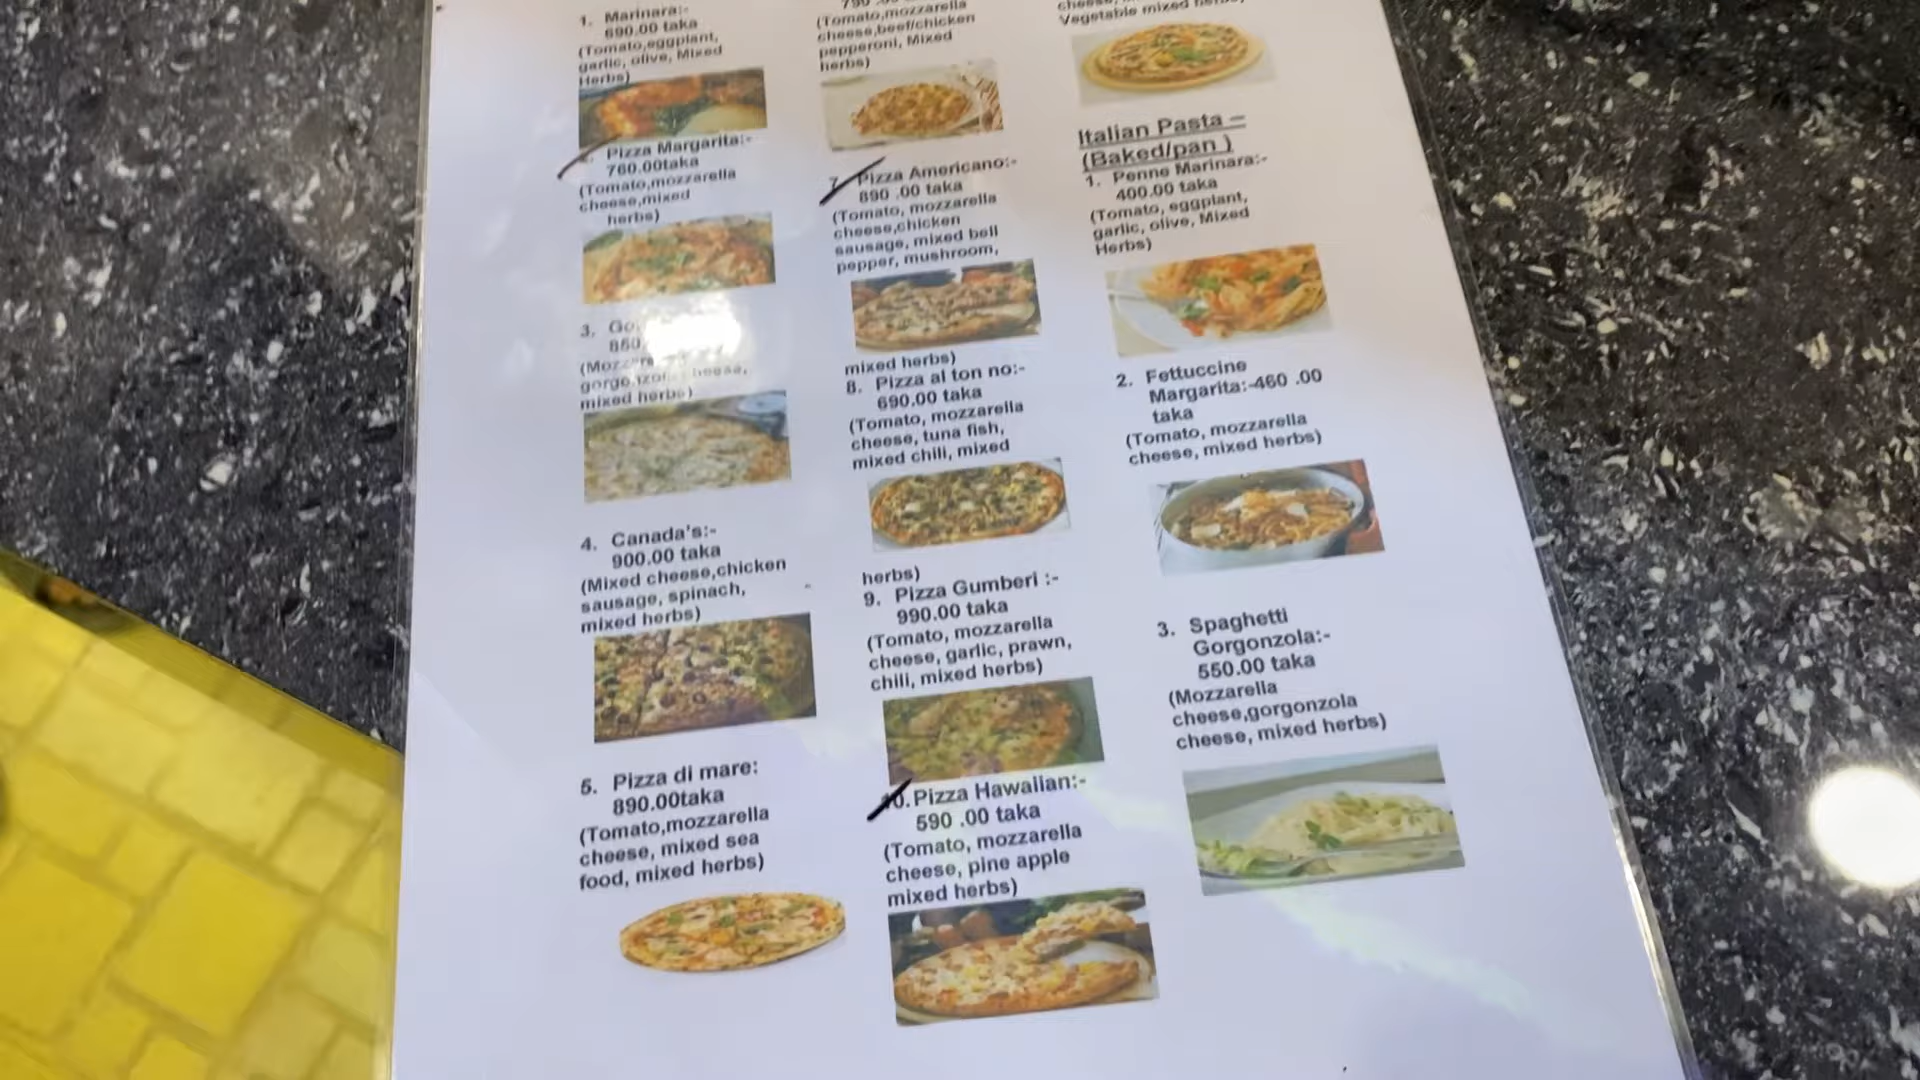 1. Marinara:-
690.00 taka
(Tomato,eggplant,
garlic, olive, Mixed
Herbs)
Pizza Margarita:-
760.00taka
(Tomato,mozzarella
cheese,mixed
herbs)
3. Go
gorgonzola cheese,
mixed herbs)
4. Canada's:-
900.00 taka
(Mixed cheese,chicken
sausage, spinach,
mixed herbs)
5. Pizza di mare:
890.00taka
(Tomato,mozzarella
cheese, mixed sea
food, mixed herbs)
(Tomato,mozzarella
cheese,beef/chicken
pepperoni, Mixed
herbs)
7. Pizza Americano:-
890 .00 taka
(Tomato, mozzarella
cheese,chicken
sausage, mixed bell
pepper, mushroom,
mixed herbs)
8. Pizza al ton no:-
690.00 taka
(Tomato, mozzarella
cheese, tuna fish,
mixed chili, mixed
herbs)
9. Pizza Gumberi :-
990.00 taka
(Tomato, mozzarella
cheese, garlic, prawn,
chili, mixed herbs)
10. Pizza Hawaiian:-
590 .00 taka
(Tomato, mozzarella
cheese, pine apple
mixed herbs)
Vegetable mixed herbs)
Italian Pasta –
(Baked/pan )
1. Penne Marinara:-
400.00 taka
(Tomato, eggplant,
garlic, olive, Mixed
Herbs)
2. Fettuccine
Margarita:-460 .00
taka
(Tomato, mozzarella
cheese, mixed herbs)
3. Spaghetti
Gorgonzola:-
550.00 taka
(Mozzarella
cheese,gorgonzola
cheese, mixed herbs)